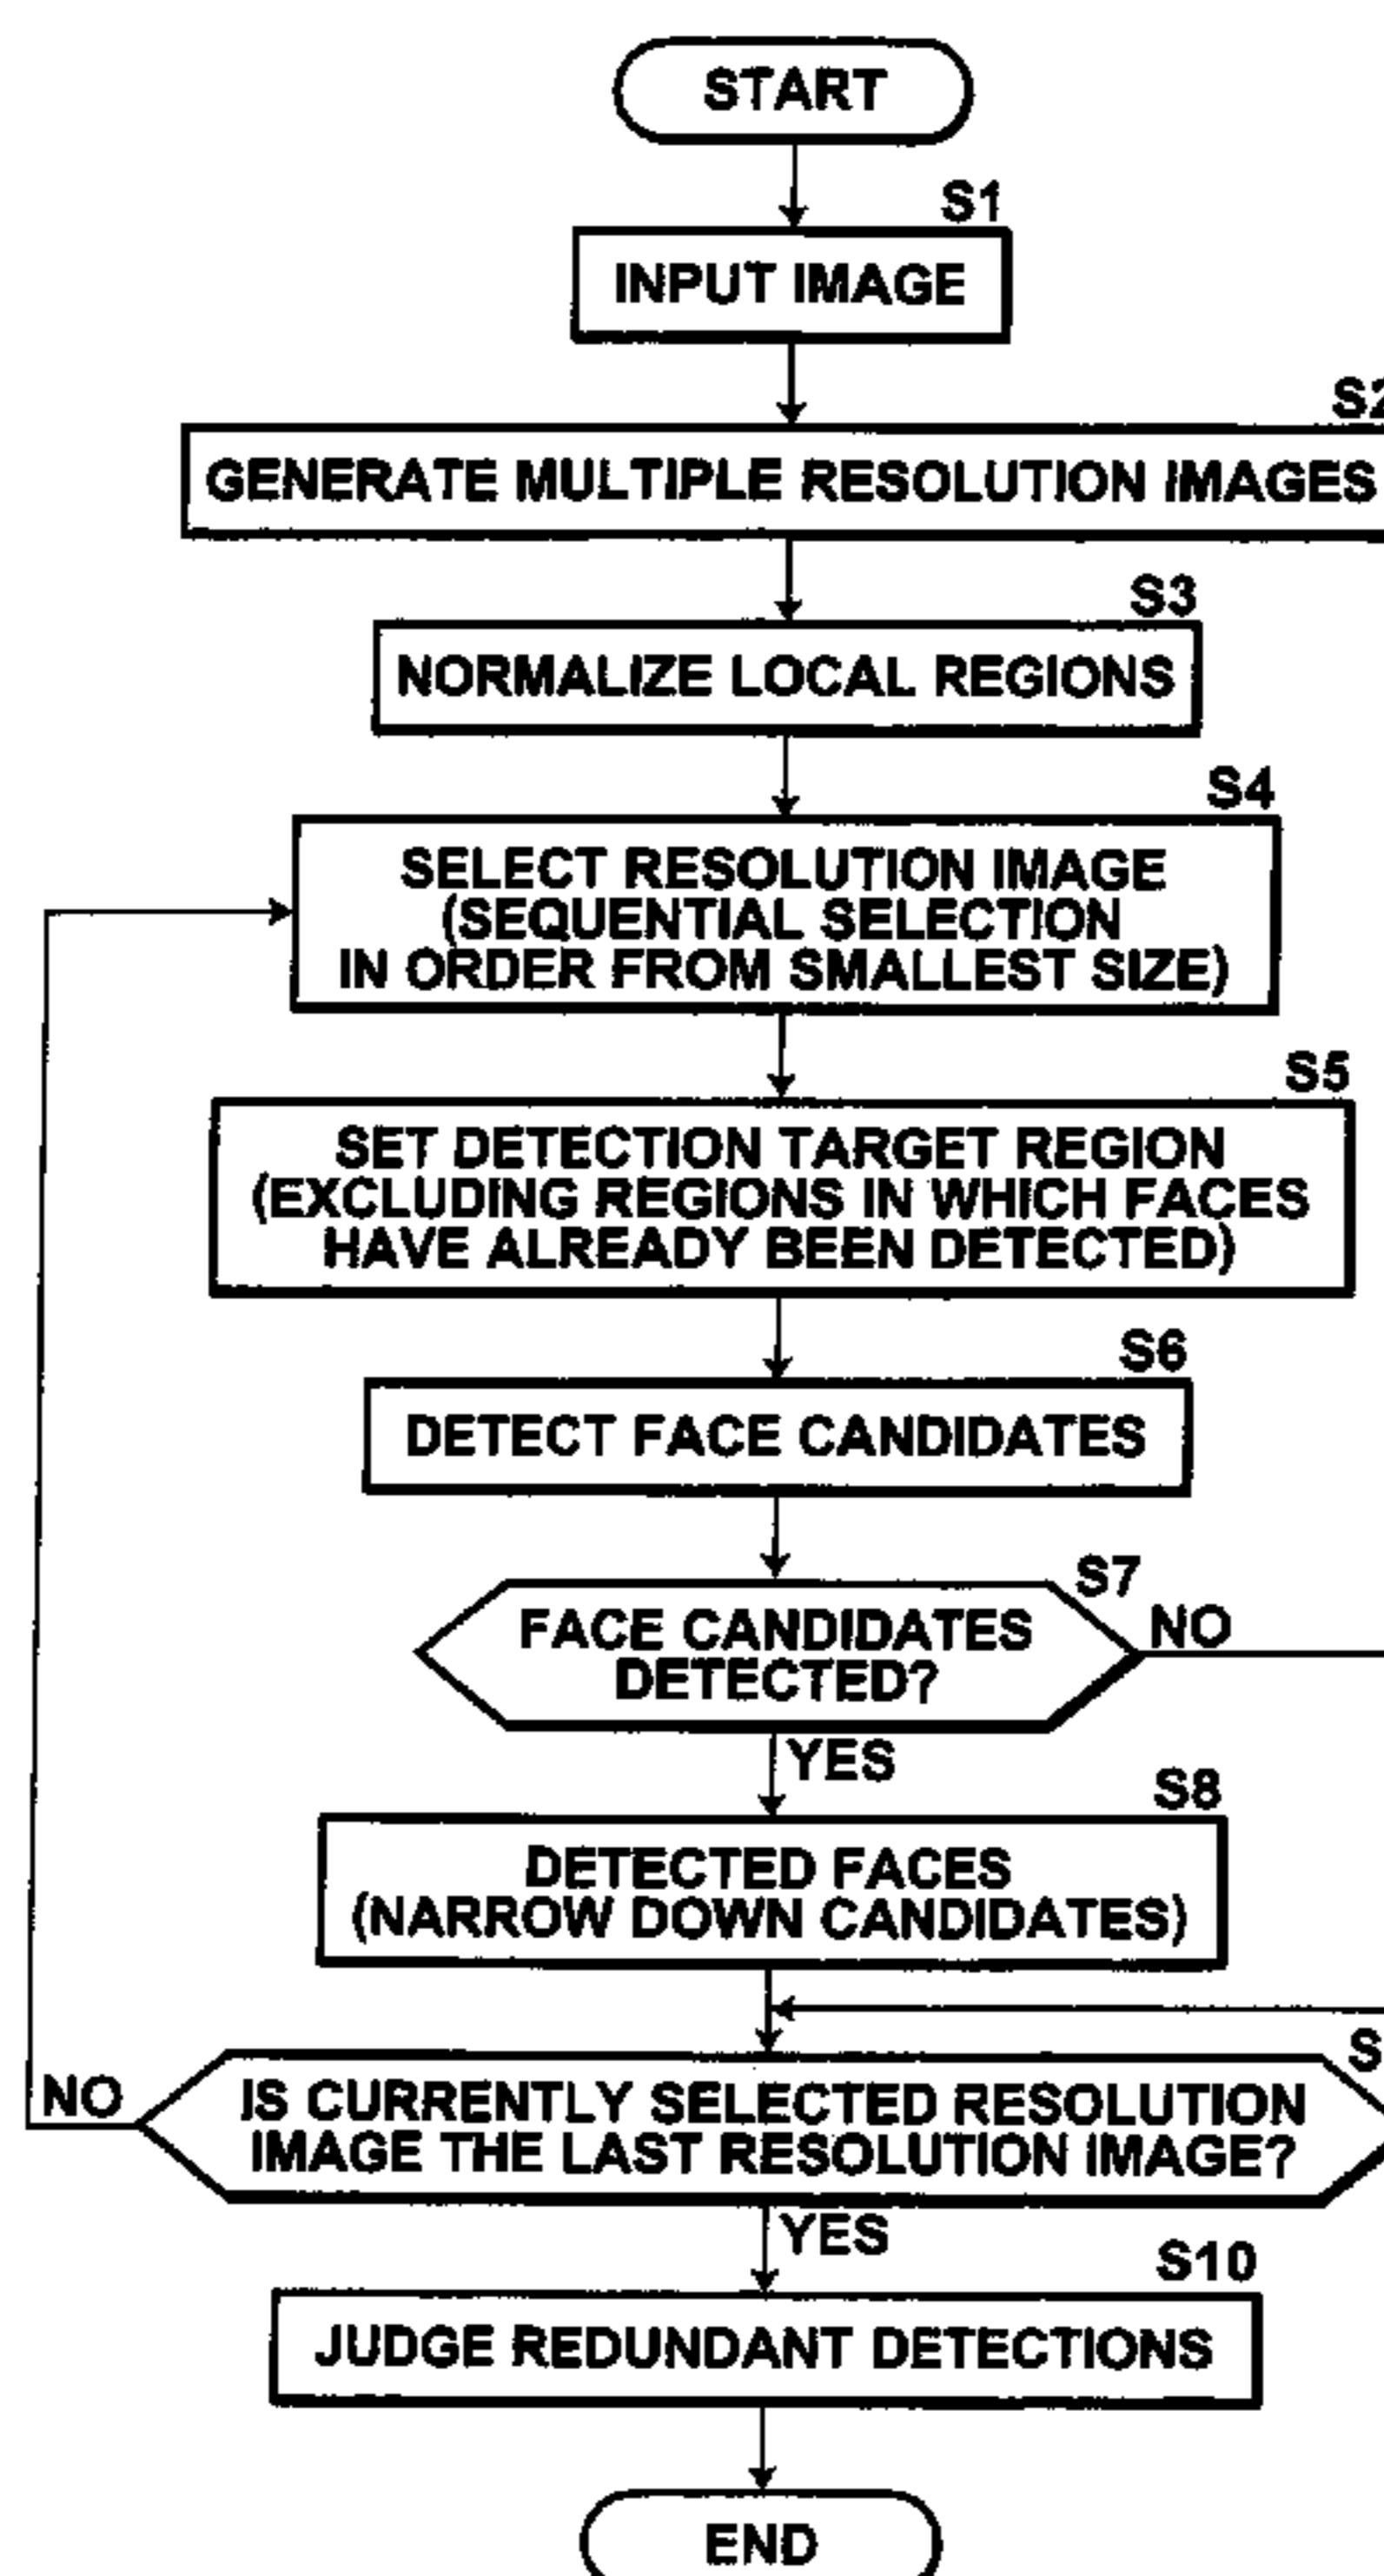 START
S1
INPUT IMAGE
S2
GENERATE MULTIPLE RESOLUTION IMAGES
S3
NORMALIZE LOCAL REGIONS
S4
SELECT RESOLUTION IMAGE
(SEQUENTIAL SELECTION
IN ORDER FROM SMALLEST SIZE)
S5
SET DETECTION TARGET REGION
(EXCLUDING REGIONS IN WHICH FACES
HAVE ALREADY BEEN DETECTED)
S6
DETECT FACE CANDIDATES
S7
FACE CANDIDATES
DETECTED?
NO
YES
S8
DETECTED FACES
(NARROW DOWN CANDIDATES)
S
NO
IS CURRENTLY SELECTED RESOLUTION
IMAGE THE LAST RESOLUTION IMAGE?
YES
S10
JUDGE REDUNDANT DETECTIONS
END